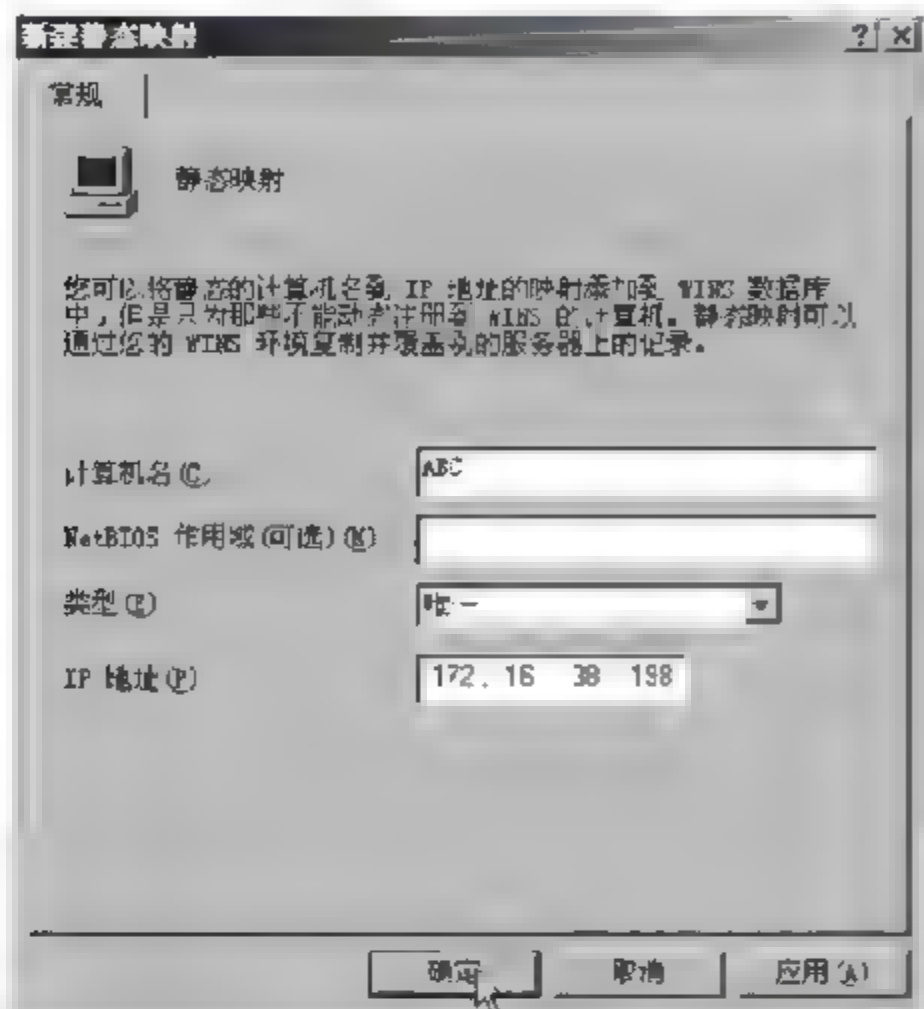 新建静态映射
常规
静态映射
您可以将静态的计算机名到 IP 地址的映射添加到 WINS 数据库
中，但是只为那些不能动态注册到 WINS 的计算机。静态映射可以
通过您的 WINS 环境复制并覆盖您的服务器上的记录。
计算机名(C)
ABC
NetBIOS 作用域(可选)(N)
类型(E)
唯一
IP 地址(P)
172.16 38 198
确定
取消
应用(A)